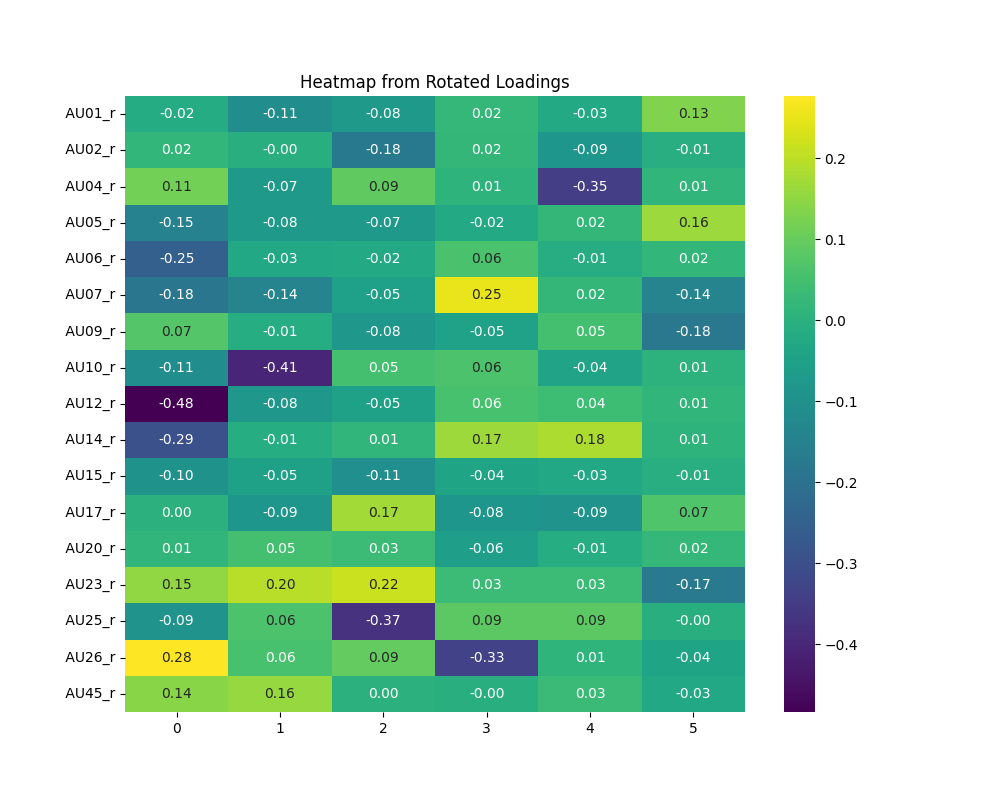 Heatmap from Rotated Loadings
AU01_r -0.02 -0.11 -0.08 0.02 -0.03 0.13
AU02_r 0.02 -0.00 -0.18 0.02 -0.09 -0.01
AU04_r 0.11 -0.07 0.09 0.01 -0.35 0.01
AU05_r -0.15 -0.08 -0.07 -0.02 0.02 0.16
AU06_r -0.25 -0.03 -0.02 0.06 -0.01 0.02
AU07_r -0.18 -0.14 -0.05 0.25 0.02 -0.14
AU09_r 0.07 -0.01 -0.08 -0.05 0.05 -0.18
AU10_r -0.11 -0.41 0.05 0.06 -0.04 0.01
AU12_r -0.48 -0.08 -0.05 0.06 0.04 0.01
AU14_r -0.29 -0.01 0.01 0.17 0.18 0.01
AU15_r -0.10 -0.05 -0.11 -0.04 -0.03 -0.01
AU17_r 0.00 -0.09 0.17 -0.08 -0.09 0.07
AU20_r 0.01 0.05 0.03 -0.06 -0.01 0.02
AU23_r 0.15 0.20 0.22 0.03 0.03 -0.17
AU25_r -0.09 0.06 -0.37 0.09 0.09 -0.00
AU26_r 0.28 0.06 0.09 -0.33 0.01 -0.04
AU45_r 0.14 0.16 0.00 -0.00 0.03 -0.03
0 1 2 3 4 5
0.2
0.1
0.0
−0.1
−0.2
−0.3
−0.4